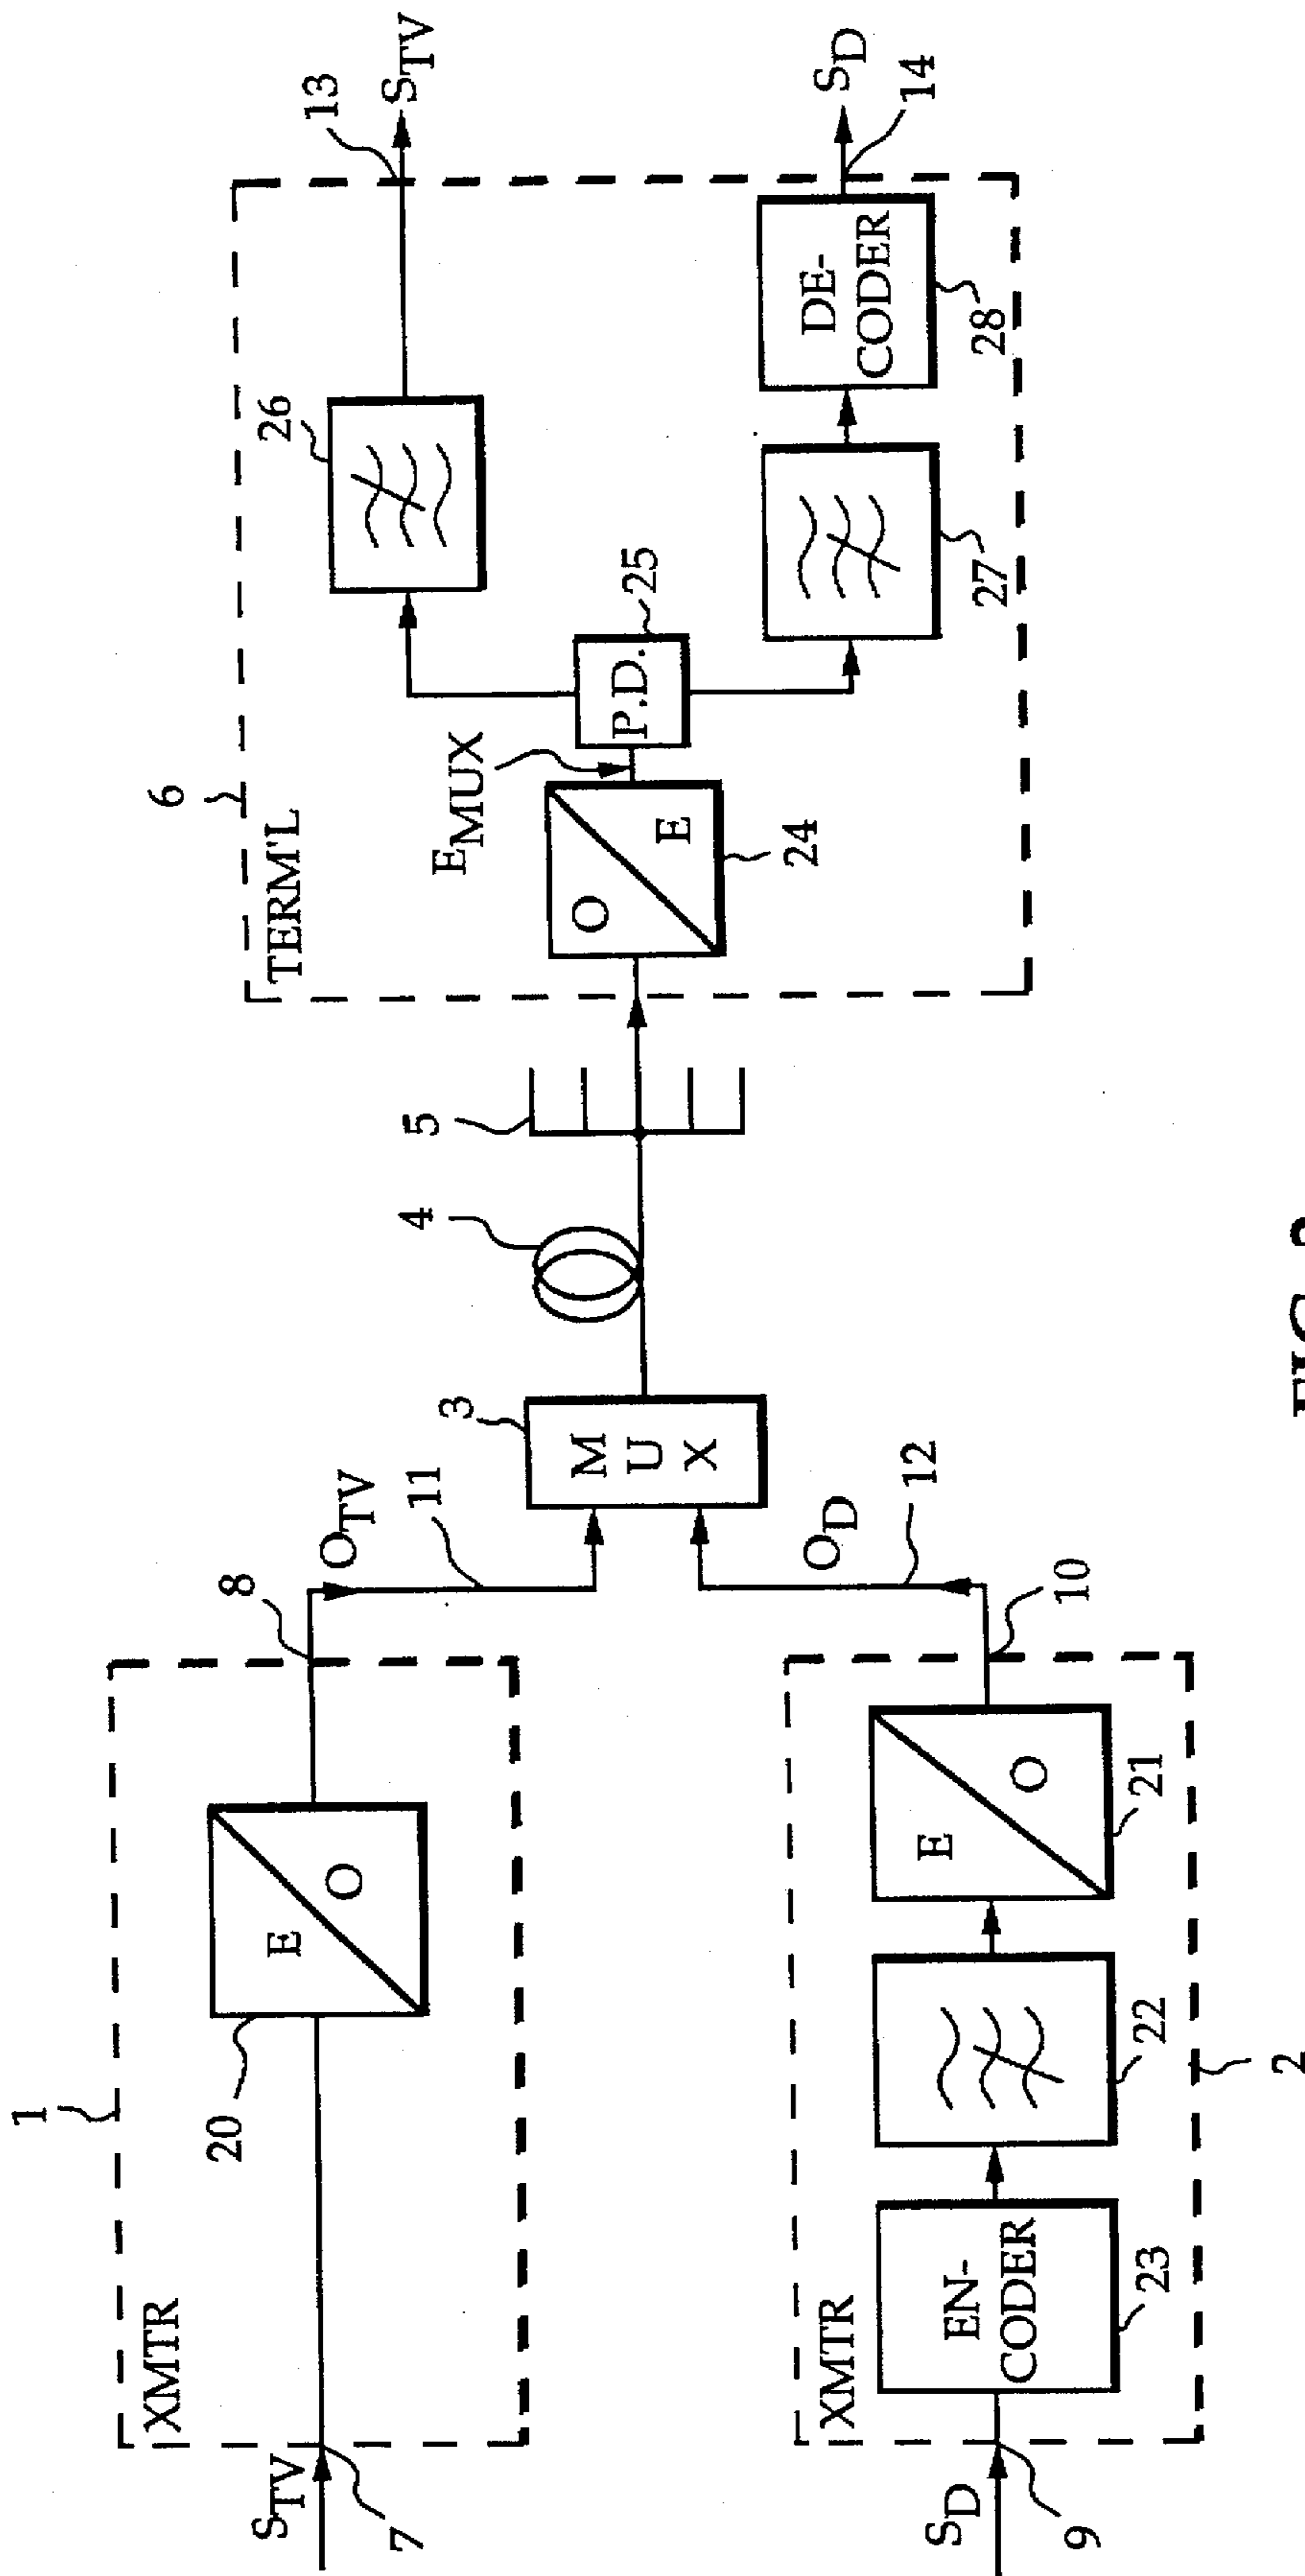 1
XMTR
S_TV
7
20
E
O
8
O_TV
11
2
XMTR
S_D
9
EN-
CODER
23
22
E
O
21
10
O_D
12
3
M
U
X
4
5
6
TERM'L
O
E
24
E_MUX
P.D.
25
26
13
S_TV
27
DE-
CODER
28
14
S_D